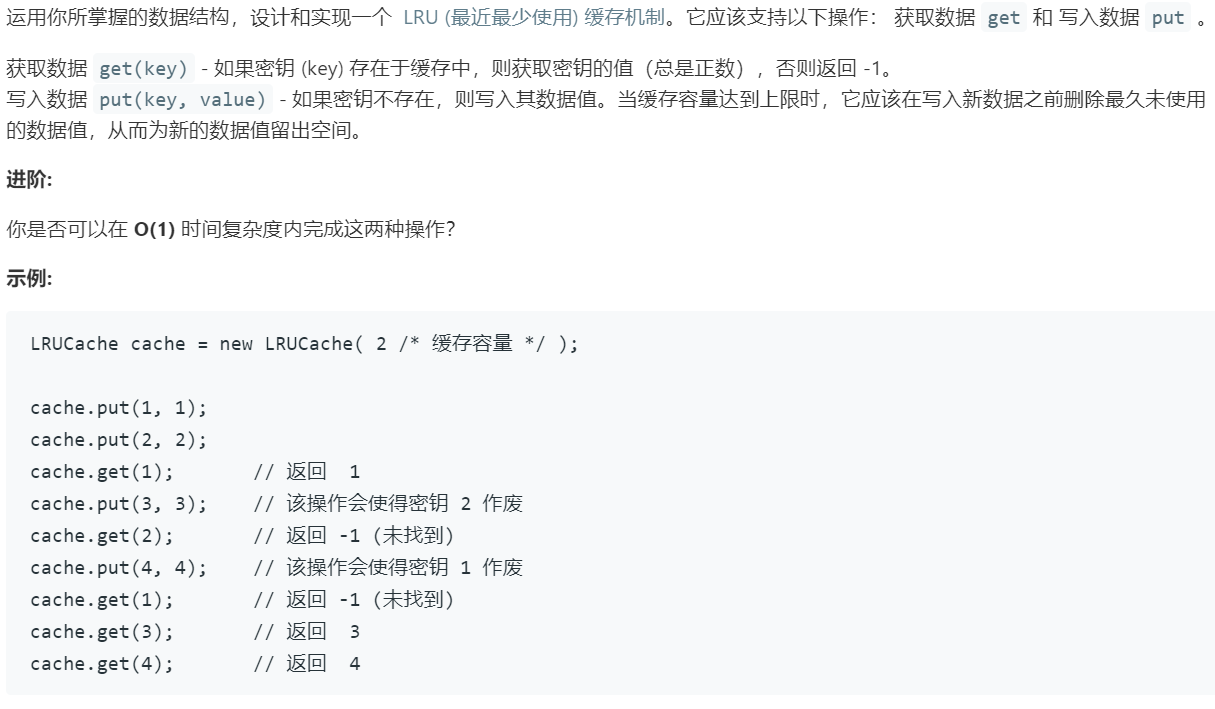 运用你所掌握的数据结构，设计和实现一个 LRU (最近最少使用) 缓存机制。它应该支持以下操作： 获取数据 get 和 写入数据 put 。
获取数据 get(key) - 如果密钥 (key) 存在于缓存中，则获取密钥的值（总是正数），否则返回 -1。
写入数据 put(key, value) - 如果密钥不存在，则写入其数据值。当缓存容量达到上限时，它应该在写入新数据之前删除最久未使用
的数据值，从而为新的数据值留出空间。
进阶:
你是否可以在 O(1) 时间复杂度内完成这两种操作？
示例:
LRUCache cache = new LRUCache( 2 /* 缓存容量 */ );
cache.put(1, 1);
cache.put(2, 2);
cache.get(1);       // 返回  1
cache.put(3, 3);    // 该操作会使得密钥 2 作废
cache.get(2);       // 返回 -1 (未找到)
cache.put(4, 4);    // 该操作会使得密钥 1 作废
cache.get(1);       // 返回 -1 (未找到)
cache.get(3);       // 返回  3
cache.get(4);       // 返回  4